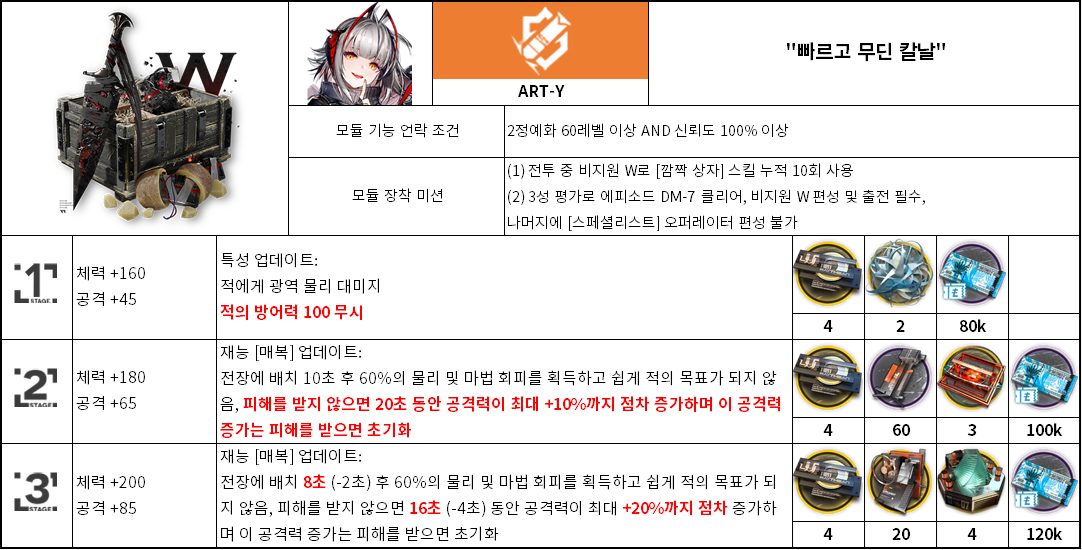 W
"빠르고 무딘 칼날"
ART-Y
모듈 기능 언락 조건
2정예화 60레벨 이상 AND 신뢰도 100% 이상
모듈 장착 미션
(1) 전투 중 비지원 W로 [깜짝 상자] 스킬 누적 10회 사용
(2) 3성 평가로 에피소드 DM-7 클리어, 비지원 W 편성 및 출전 필수,
나머지에 [스페셜리스트] 오퍼레이터 편성 불가
1
STAGE
체력 +160
공격 +45
특성 업데이트:
적에게 광역 물리 대미지
적의 방어력 100 무시
4
2
80k
2
STAGE
체력 +180
공격 +65
재능 [매복] 업데이트:
전장에 배치 10초 후 60%의 물리 및 마법 회피를 획득하고 쉽게 적의 목표가 되지 않
음, 피해를 받지 않으면 20초 동안 공격력이 최대 +10%까지 점차 증가하며 이 공격력
증가는 피해를 받으면 초기화
4
60
3
100k
3
STAGE
체력 +200
공격 +85
재능 [매복] 업데이트:
전장에 배치 8초 (-2초) 후 60%의 물리 및 마법 회피를 획득하고 쉽게 적의 목표가 되
지 않음, 피해를 받지 않으면 16초 (-4초) 동안 공격력이 최대 +20%까지 점차 증가하
며 이 공격력 증가는 피해를 받으면 초기화
4
20
4
120k